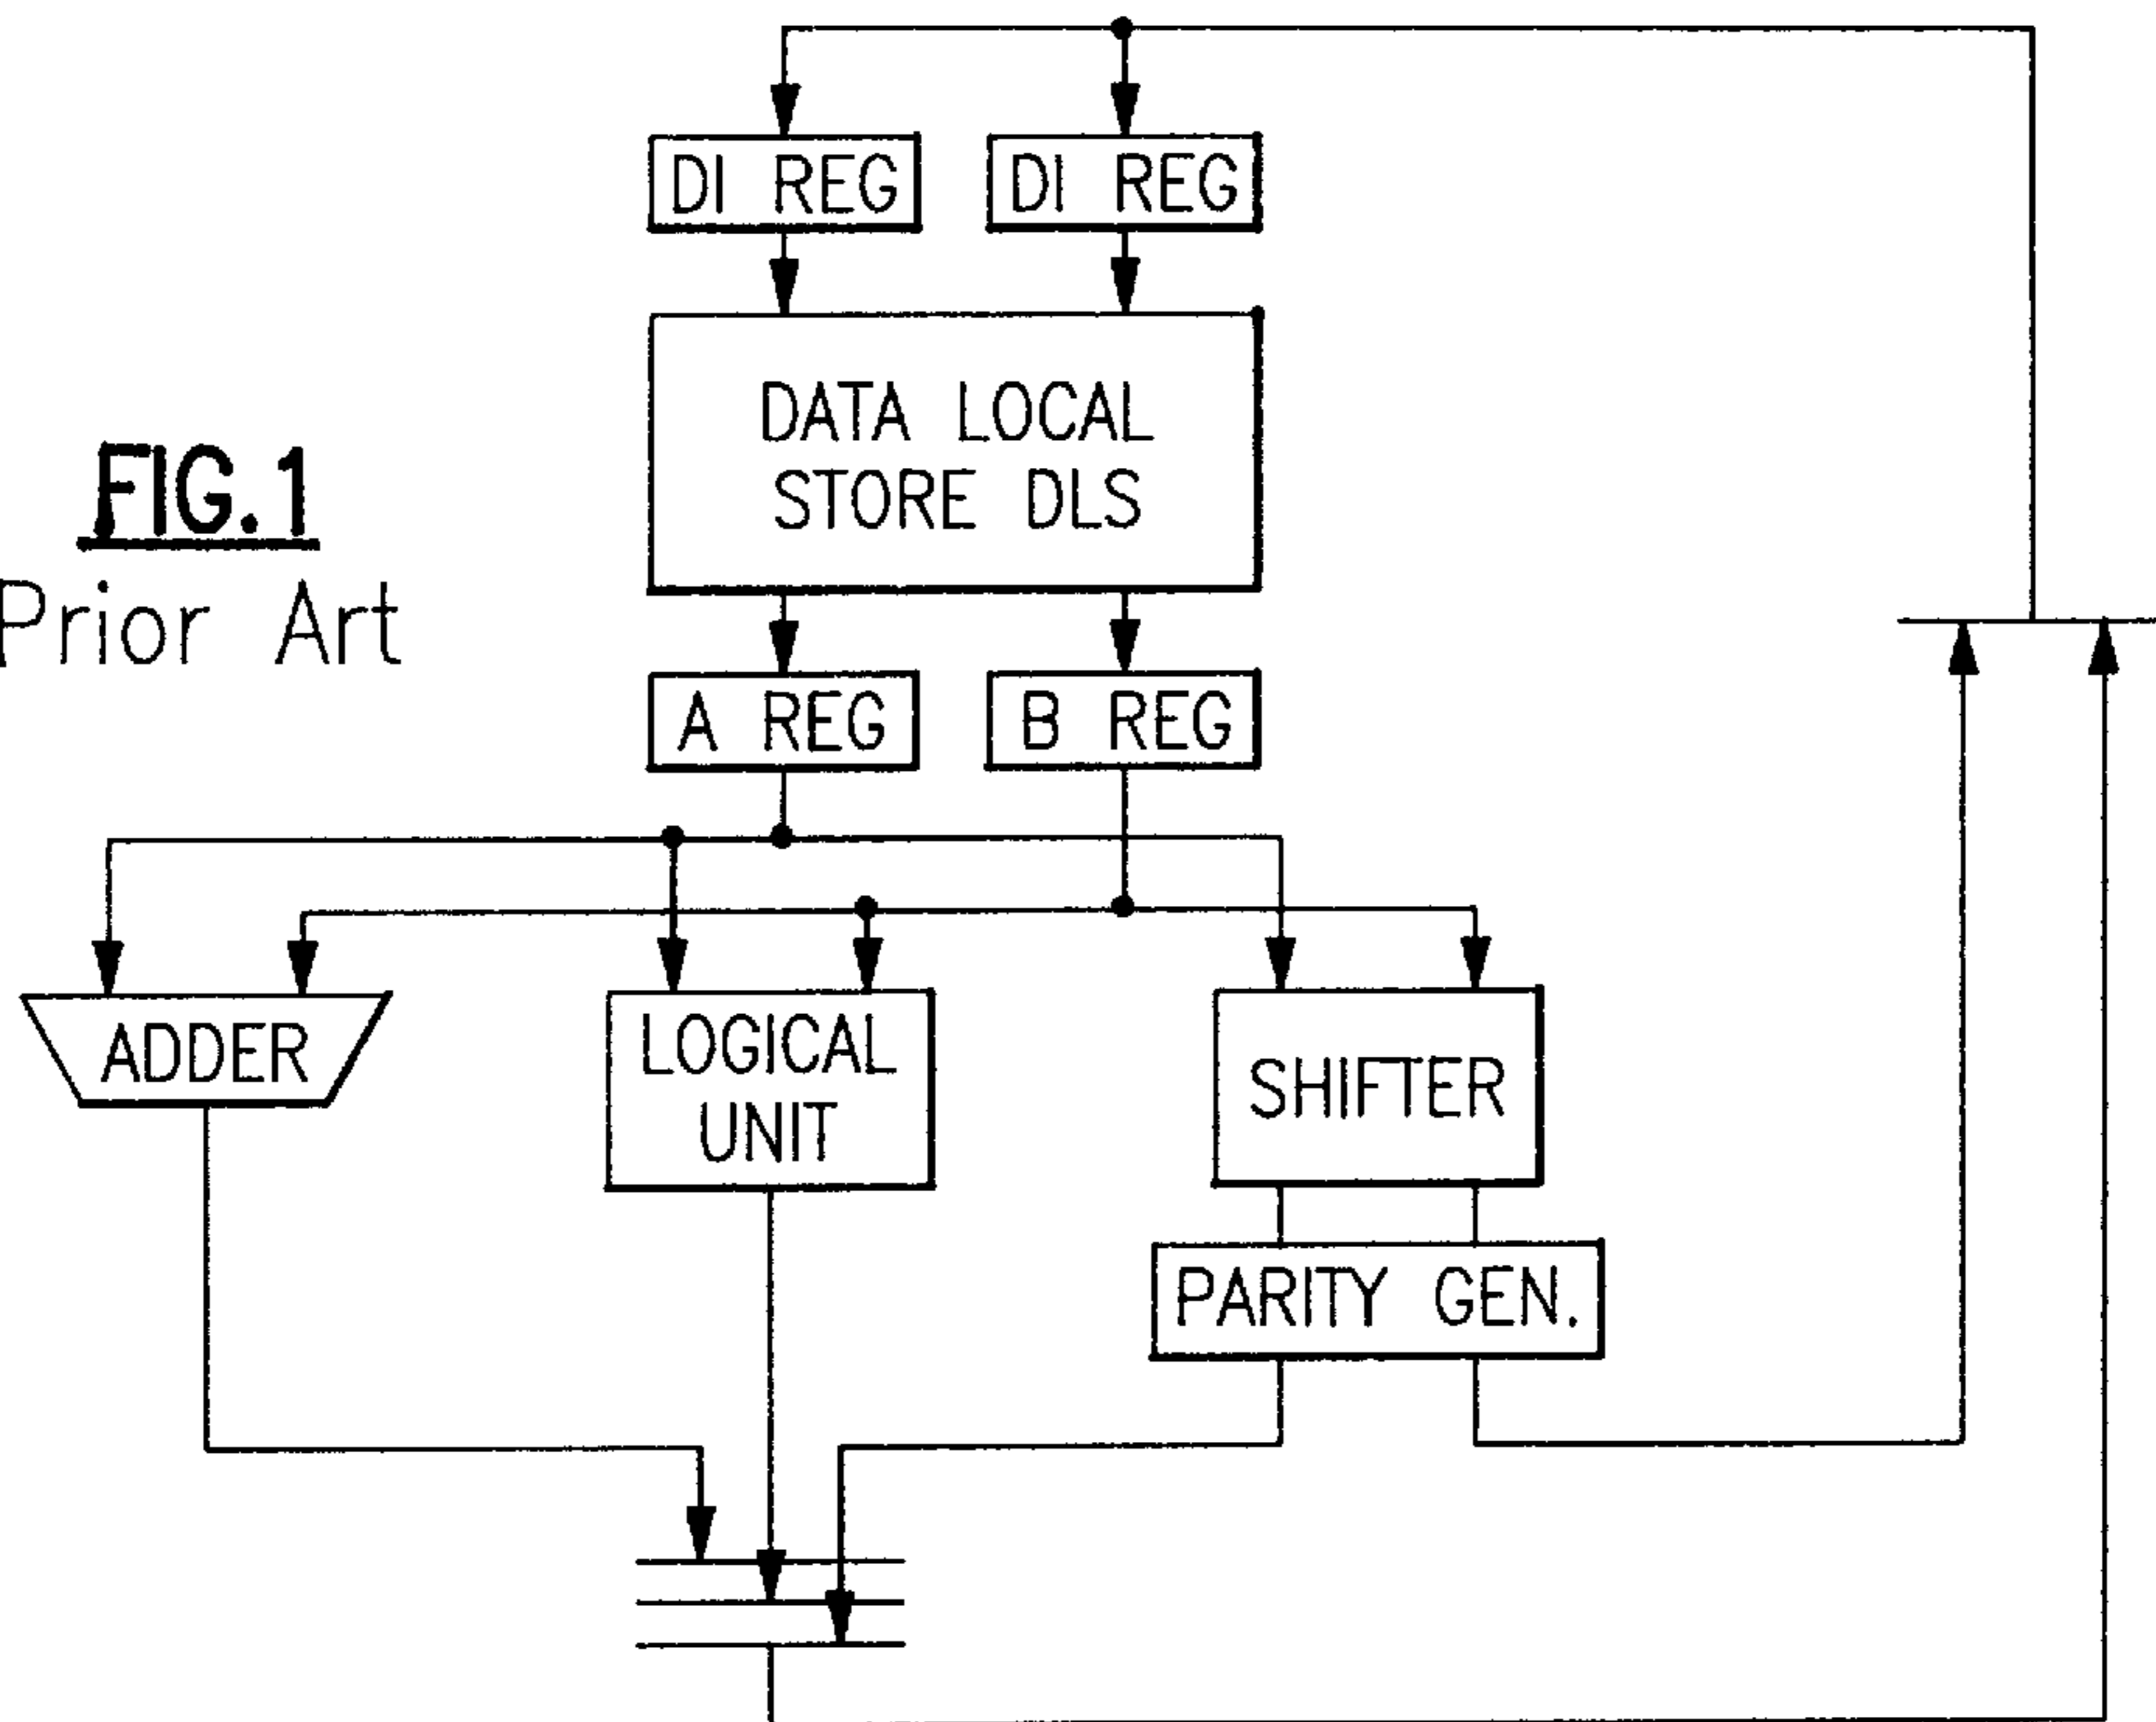 DI REG
DI REG
DATA LOCAL
STORE DLS
FIG.1
Prior Art
A REG
B REG
ADDER
LOGICAL
UNIT
SHIFTER
PARITY GEN.